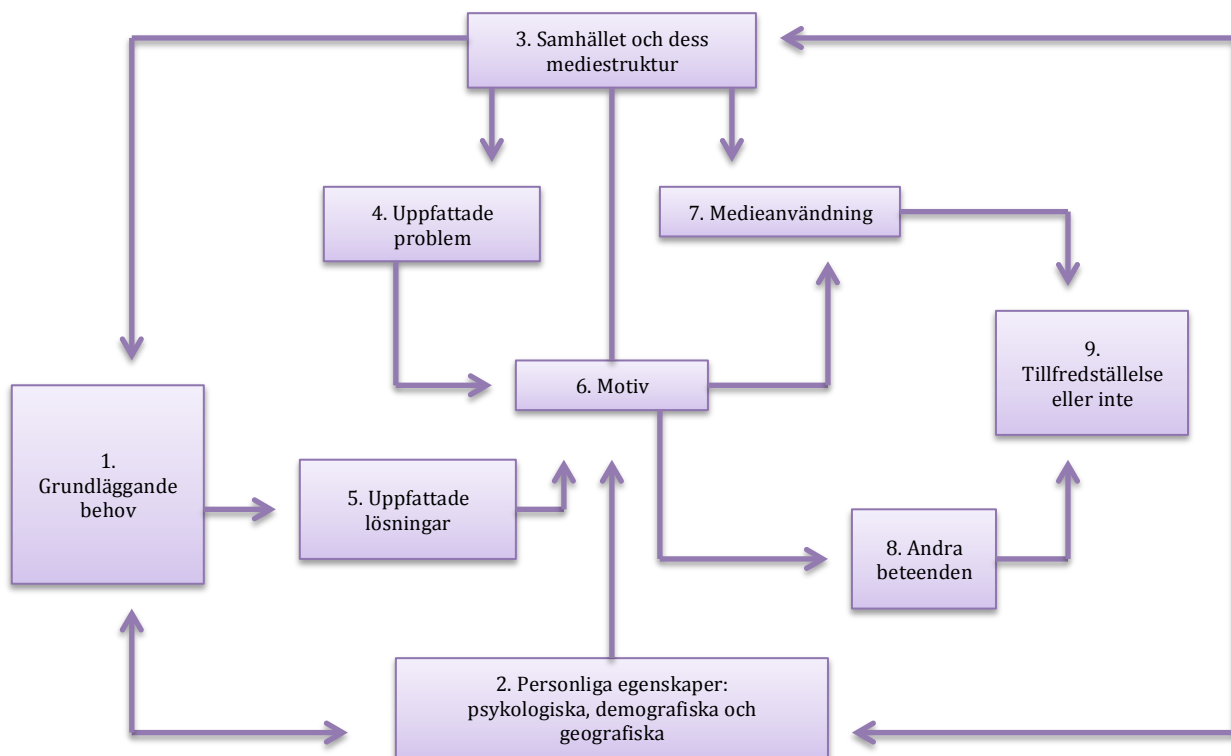 3. Samhället och dess
mediestruktur
4. Uppfattade
problem
7. Medieanvändning
9.
Tillfredställelse
eller inte
6. Motiv
1.
Grundläggande
behov
5. Uppfattade
lösningar
8. Andra
beteenden
2. Personliga egenskaper:
psykologiska, demografiska och
geografiska